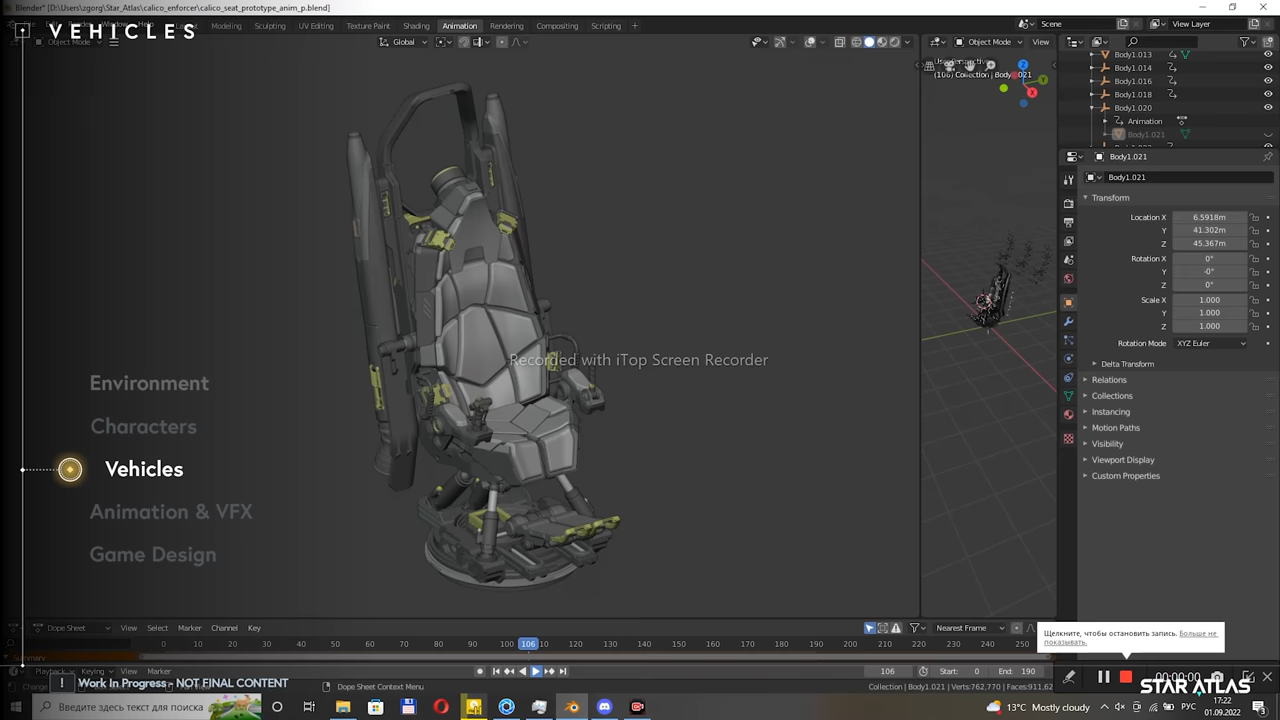 Blender* [D:\Users\zgorg\Star_Atlas\calico_enforcer\calico_seat_prototype_anim_p.blend]
VEHICLES
Layout Modeling Sculpting UV Editing Texture Paint Shading Animation Rendering Compositing Scripting +
Scene View Layer
Object Mode
Global
Object Mode View
User Perspective
(106) Collection | Body1.021
Body1.013
Body1.014
Body1.016
Body1.018
Body1.020
Animation
Body1.021
Body1.021
Body1.021
Transform
Location X 6.5918m
Y 41.302m
Z 45.367m
Rotation X 0°
Y -0°
Z 0°
Scale X 1.000
Y 1.000
Z 1.000
Rotation Mode XYZ Euler
Delta Transform
Relations
Collections
Instancing
Motion Paths
Visibility
Viewport Display
Custom Properties
Recorded with iTop Screen Recorder
Environment
Characters
Vehicles
Animation & VFX
Game Design
Dope Sheet View Select Marker Channel Key Nearest Frame
0 10 20 30 40 50 60 70 80 90 100 106 110 120 130 140 150 160 170 180 190 200 210 220 230 240 250
Summary
Щелкните, чтобы остановить запись. Больше не показывать.
Playback Keying View Marker 106 Start: 0 End: 190
! Work In Progress - NOT FINAL CONTENT
Dope Sheet Context Menu
Collection | Body1.021 | Verts:762,770 | Faces:911,62
00:00:00
STAR ATLAS
Введите здесь текст для поиска
13°C Mostly cloudy
РУС
17:22
01.09.2022